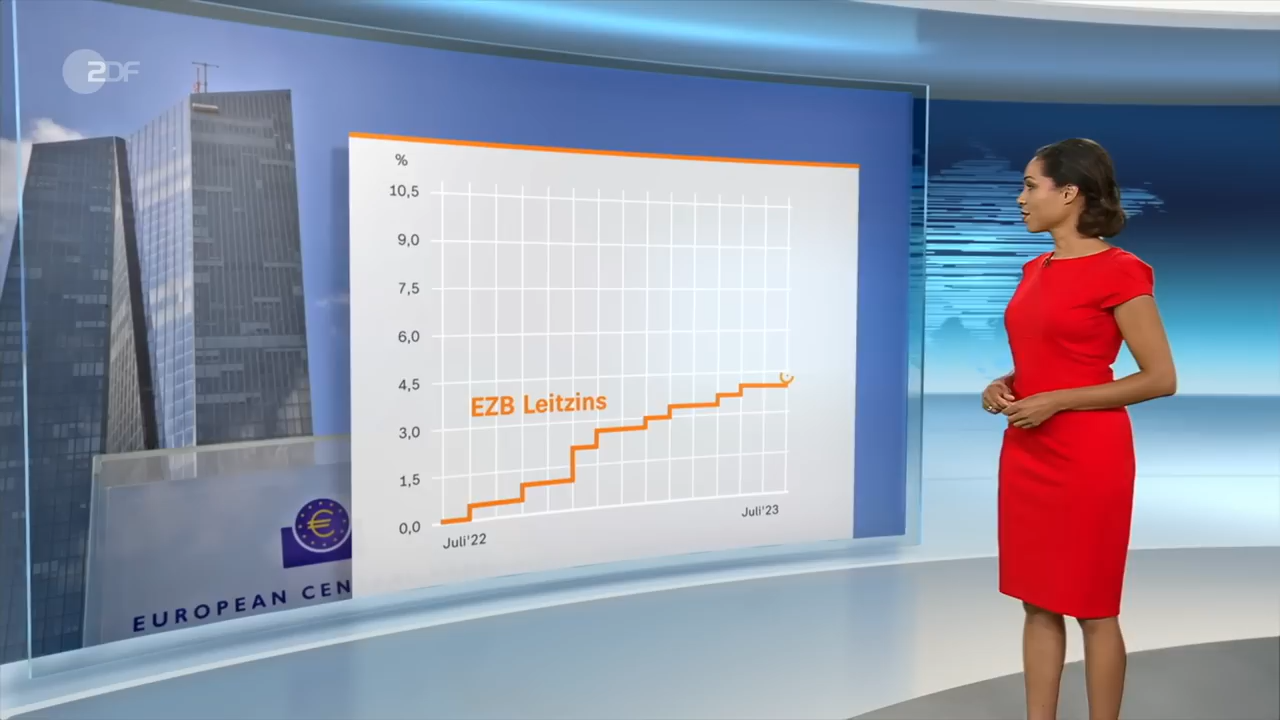 ZDF
%
10,5
9,0
7,5
6,0
4,5
3,0
1,5
0,0
EZB Leitzins
Juli'22
Juli'23
€
EUROPEAN CEN